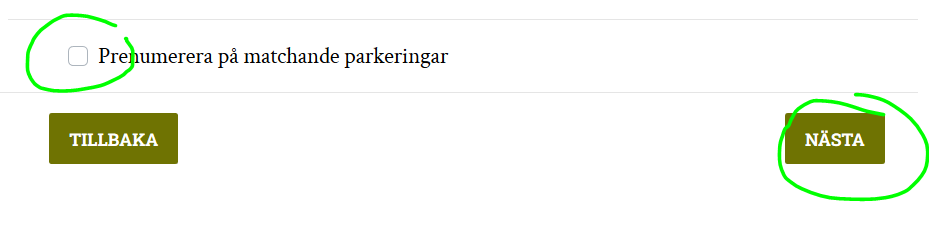 Prenumerera på matchande parkeringar
TILLBAKA
NÄSTA